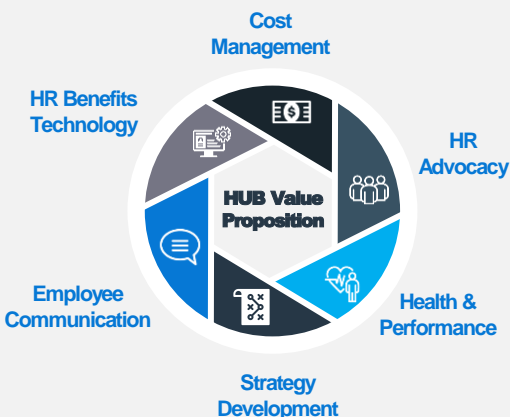 Cost
Management
HR Benefits
Technology
HR
Advocacy
HUB Value
Proposition
Employee
Communication
Health &
Performance
Strategy
Development